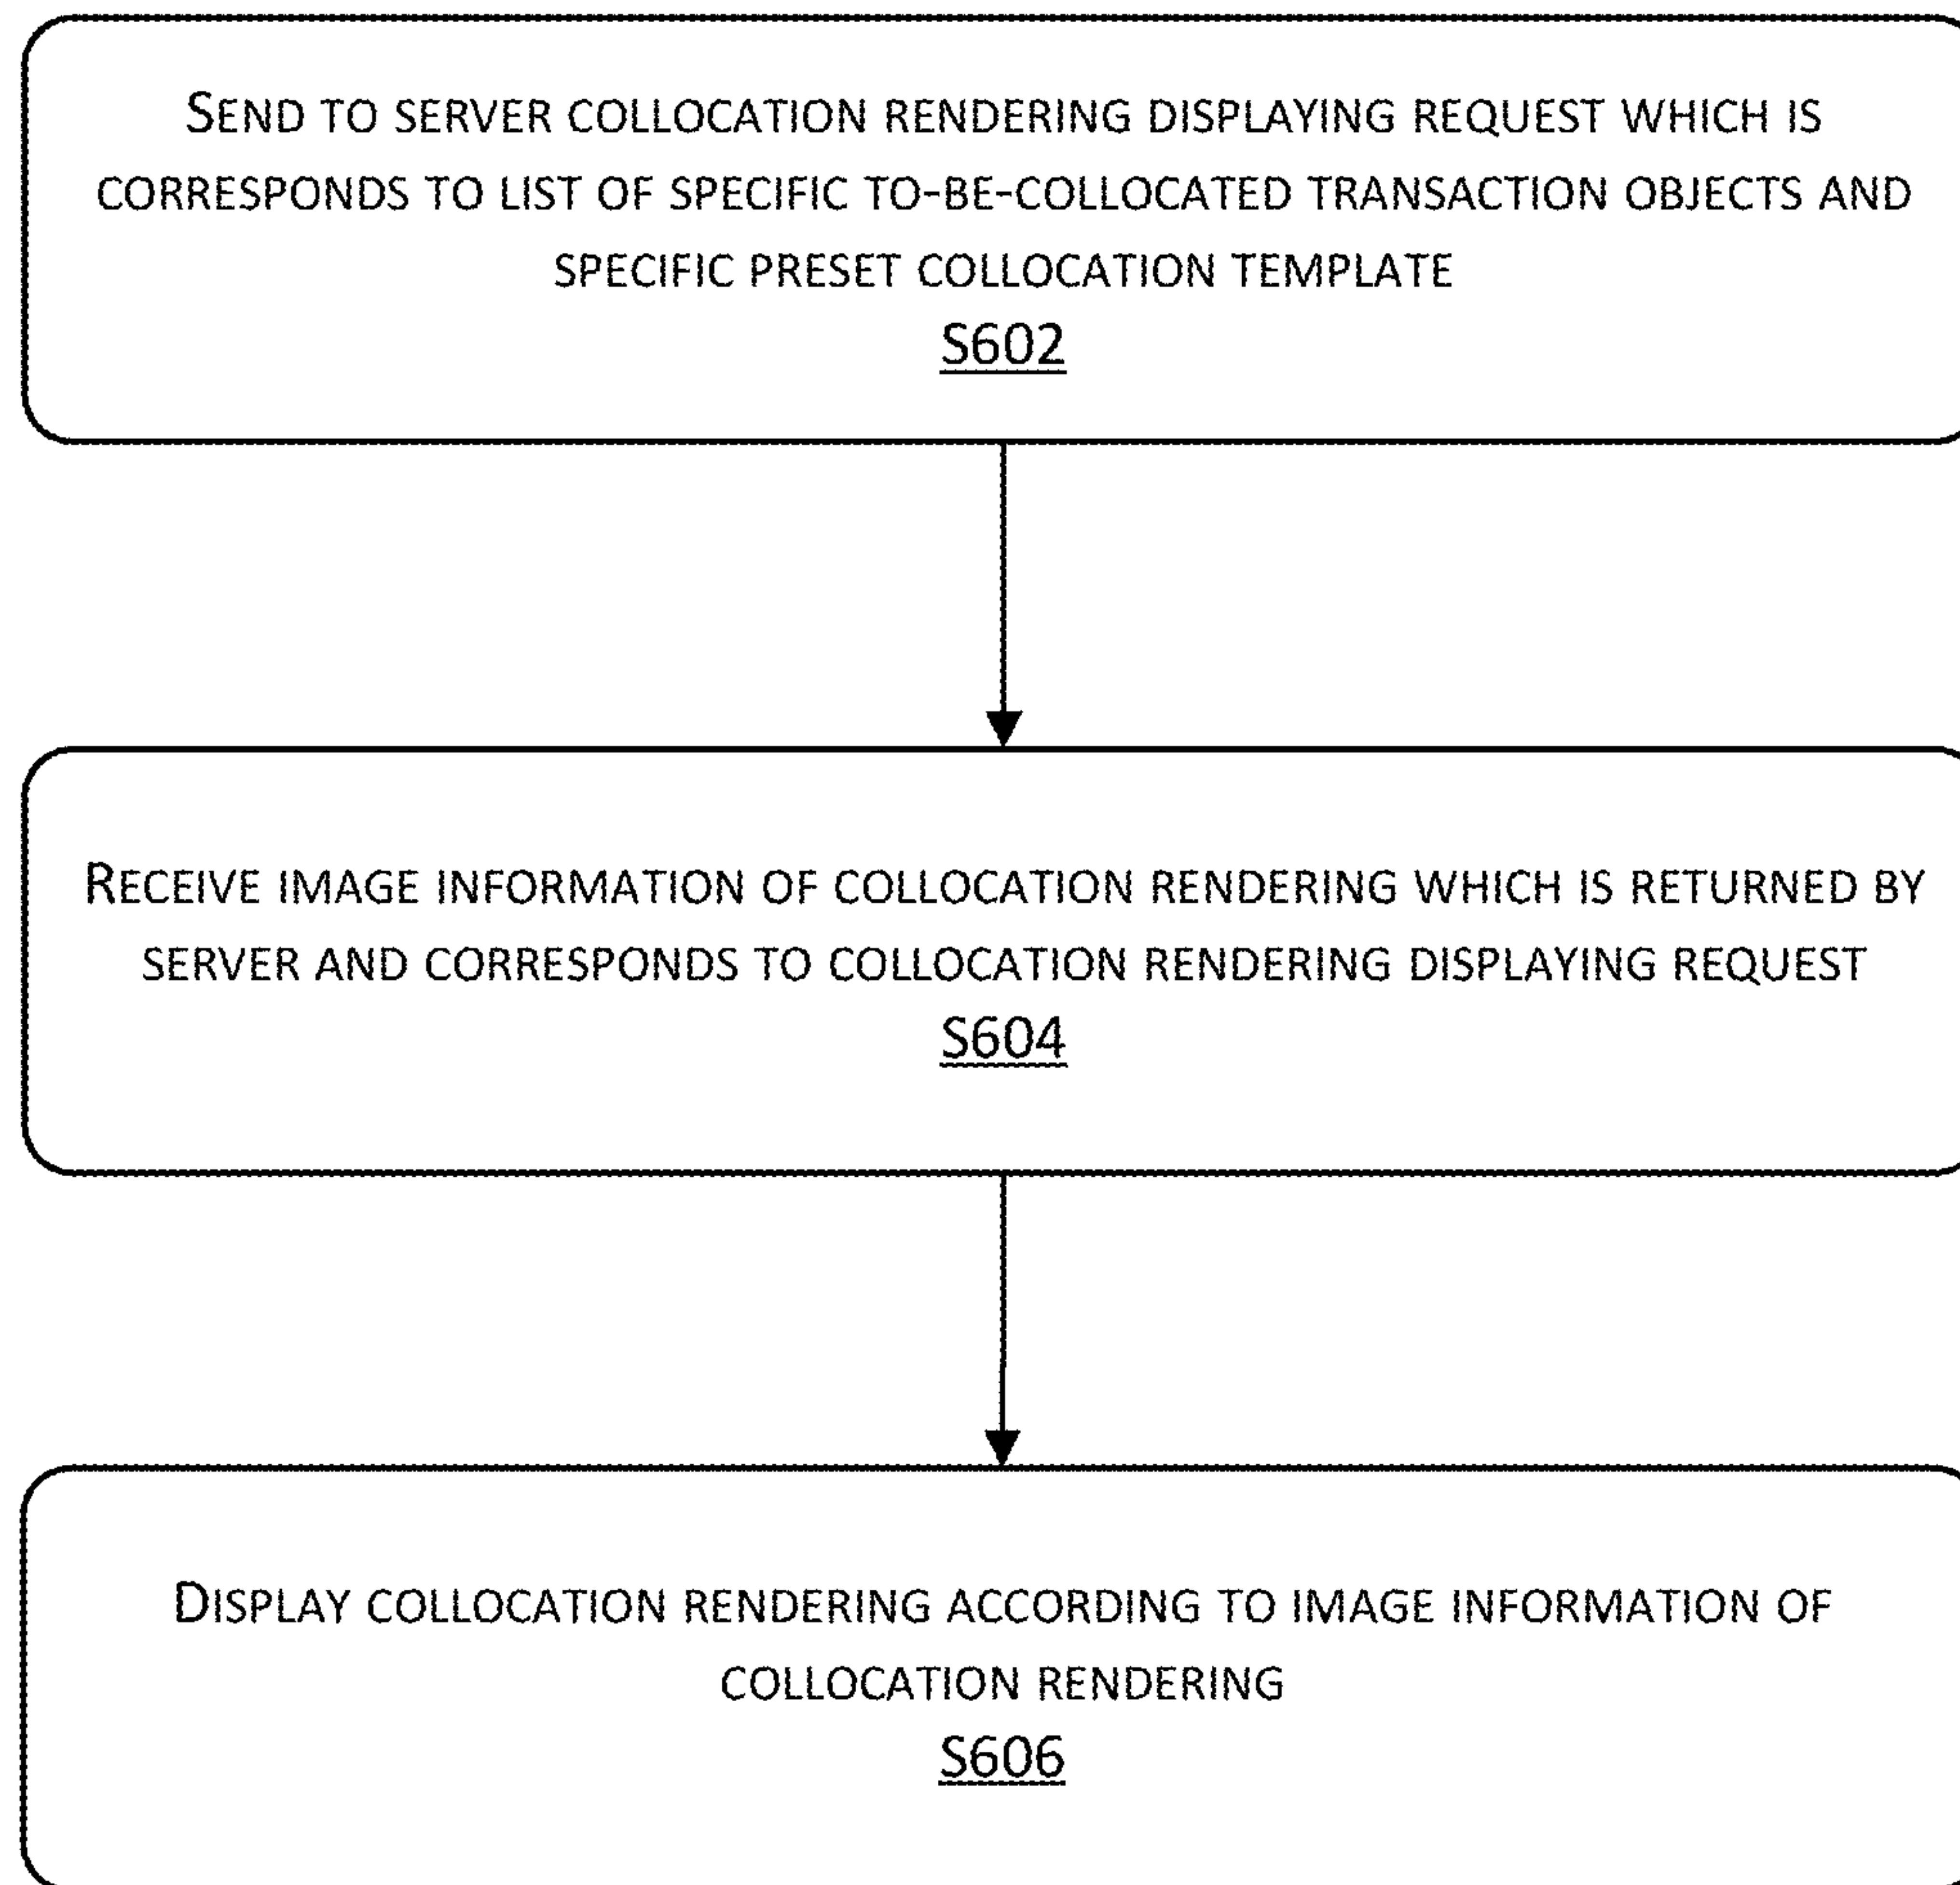 SEND TO SERVER COLLOCATION RENDERING DISPLAYING REQUEST WHICH IS
CORRESPONDS TO LIST OF SPECIFIC TO-BE-COLLOCATED TRANSACTION OBJECTS AND
SPECIFIC PRESET COLLOCATION TEMPLATE
S602
RECEIVE IMAGE INFORMATION OF COLLOCATION RENDERING WHICH IS RETURNED BY
SERVER AND CORRESPONDS TO COLLOCATION RENDERING DISPLAYING REQUEST
S604
DISPLAY COLLOCATION RENDERING ACCORDING TO IMAGE INFORMATION OF
COLLOCATION RENDERING
S606